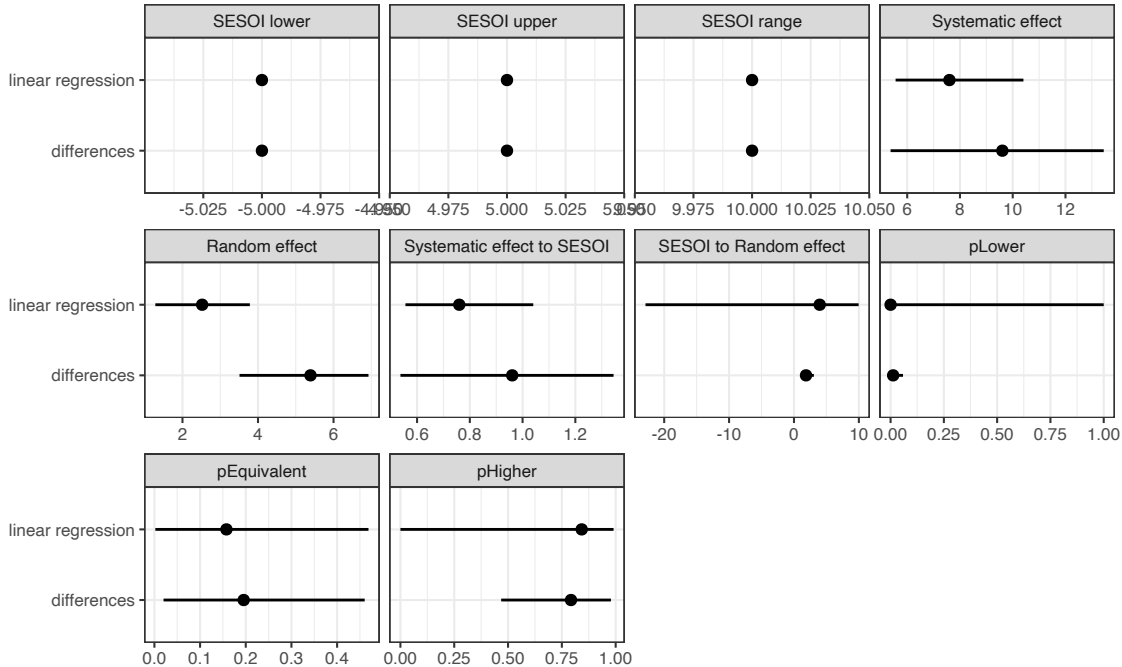 SESOI lower SESOI upper SESOI range Systematic effect
linear regression
differences
-5.025 -5.000 -4.975 -4.950 4.975 5.000 5.025 9.975 10.000 10.025 10.050 6 8 10 12
Random effect Systematic effect to SESOI SESOI to Random effect pLower
linear regression
differences
2 4 6 0.6 0.8 1.0 1.2 -20 -10 0 10 0.00 0.25 0.50 0.75 1.00
pEquivalent pHigher
linear regression
differences
0.0 0.1 0.2 0.3 0.4 0.00 0.25 0.50 0.75 1.00